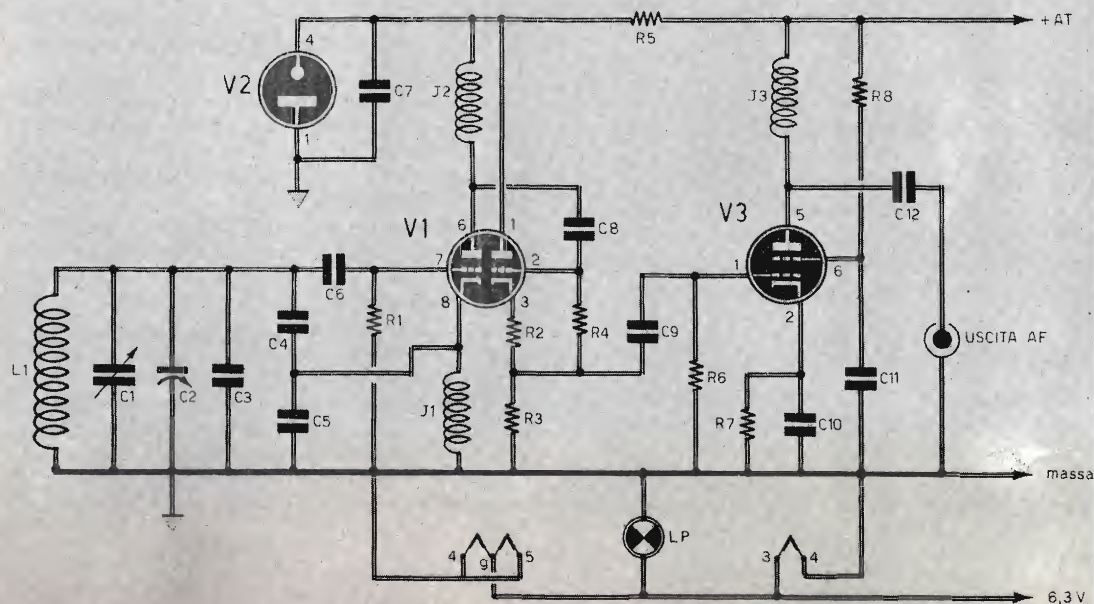 + AT
R5
4
V2
C7
J2
J3
R8
1
C12
V1
6
1
C8
V3
5
7
2
1
6
C6
8
3
2
R1
R2
R4
C9
USCITA AF
L1
C1
C2
C3
C4
C5
J1
R3
R6
R7
C10
C11
massa
LP
4
9
5
3
4
6,3 V